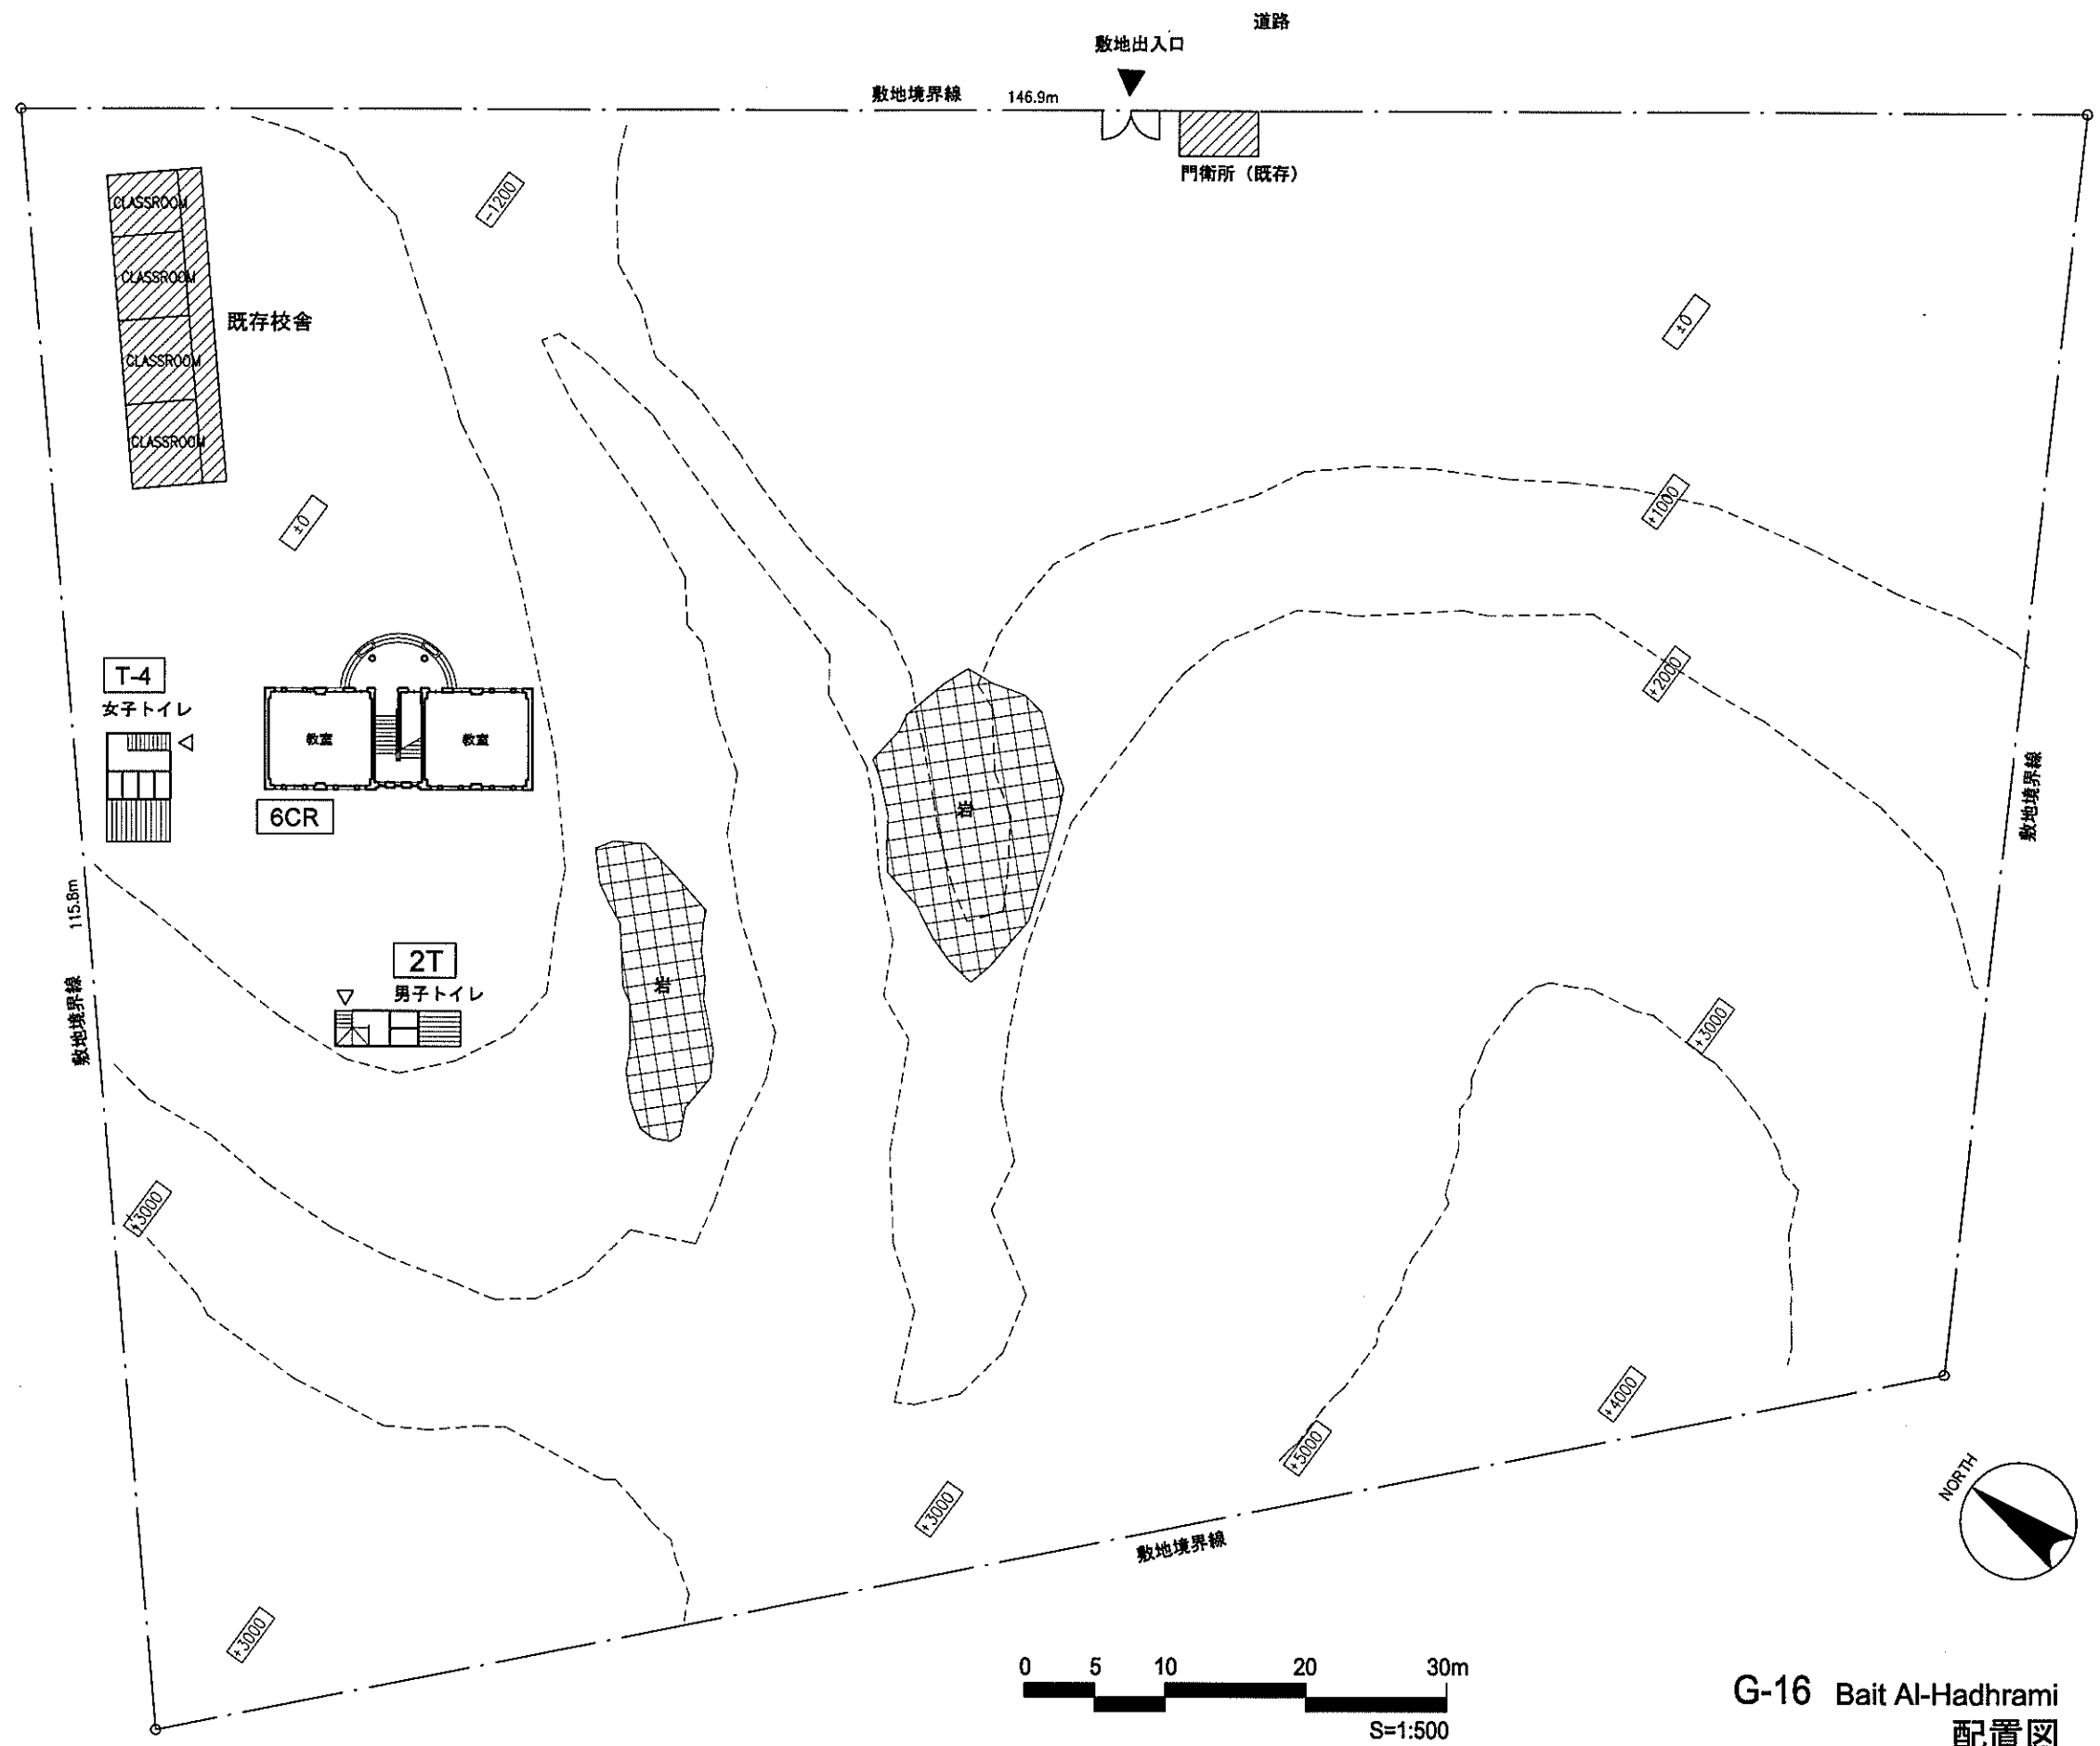 道路
敷地出入口
敷地境界線 146.9m
門衛所（既存）
-1200
CLASSROOM
CLASSROOM
CLASSROOM
CLASSROOM
既存校舎
±0
±0
+1000
+2000
T-4
女子トイレ
教室
教室
6CR
岩
敷地境界線
115.8m
敷地境界線
2T
男子トイレ
岩
+3000
+3000
+4000
+5000
+3000
敷地境界線
+3000
NORTH
0 5 10 20 30m
S=1:500
G-16 Bait Al-Hadhrami
配置図